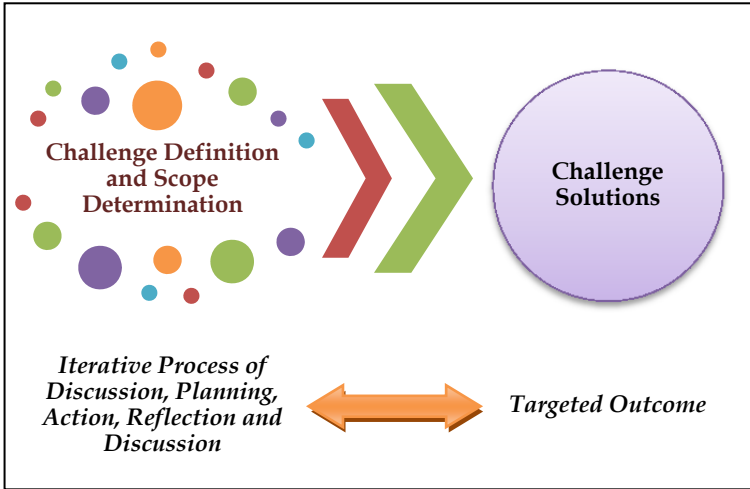 Challenge Definition
and Scope
Determination
Challenge
Solutions
Iterative Process of
Discussion, Planning,
Action, Reflection and
Discussion
Targeted Outcome